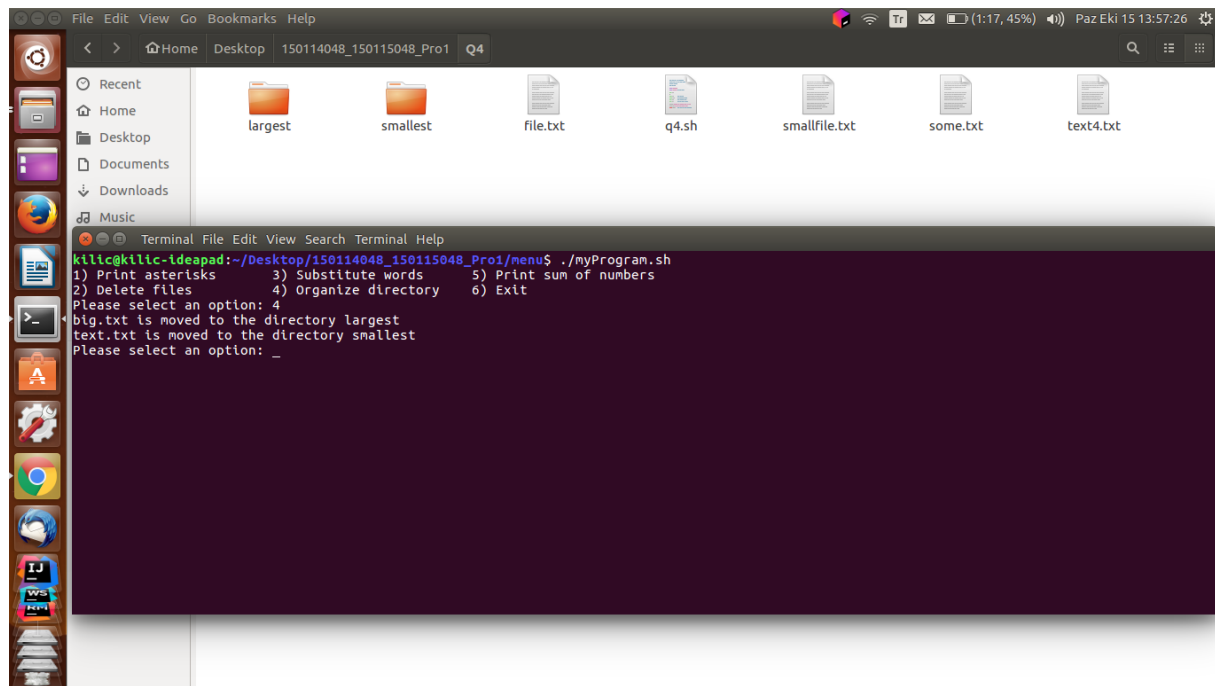 File Edit View Go Bookmarks Help Tr (1:17, 45%) Paz Eki 15 13:57:26
Home Desktop 150114048_150115048_Pro1 Q4
Recent
Home
Desktop
Documents
Downloads
Music
largest smallest file.txt q4.sh smallfile.txt some.txt text4.txt
Terminal File Edit View Search Terminal Help
kilic@kilic-ideapad:~/Desktop/150114048_150115048_Pro1/menu$ ./myProgram.sh
1) Print asterisks 3) Substitute words 5) Print sum of numbers
2) Delete files 4) Organize directory 6) Exit
Please select an option: 4
big.txt is moved to the directory largest
text.txt is moved to the directory smallest
Please select an option: _
IJ
WS